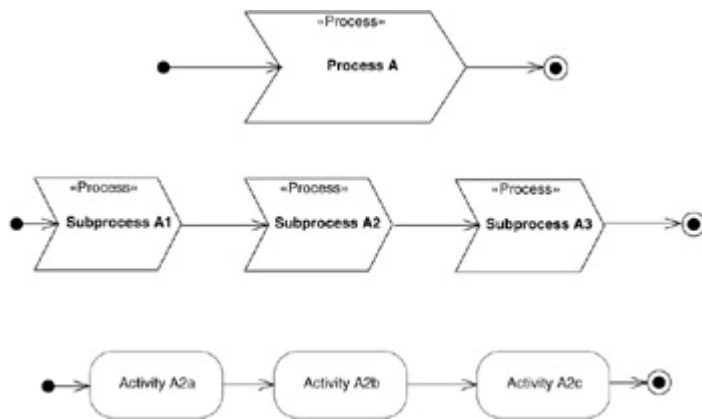 «Process»
Process A
«Process»
Subprocess A1
«Process»
Subprocess A2
«Process»
Subprocess A3
Activity A2a
Activity A2b
Activity A2c